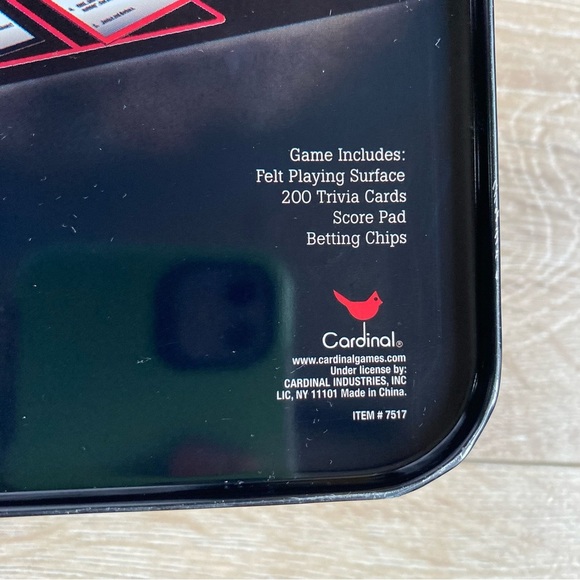 Game Includes:
Felt Playing Surface
200 Trivia Cards
Score Pad
Betting Chips
Cardinal®
www.cardinalgames.com
Under license by:
CARDINAL INDUSTRIES, INC
LIC, NY 11101 Made in China.
ITEM # 7517